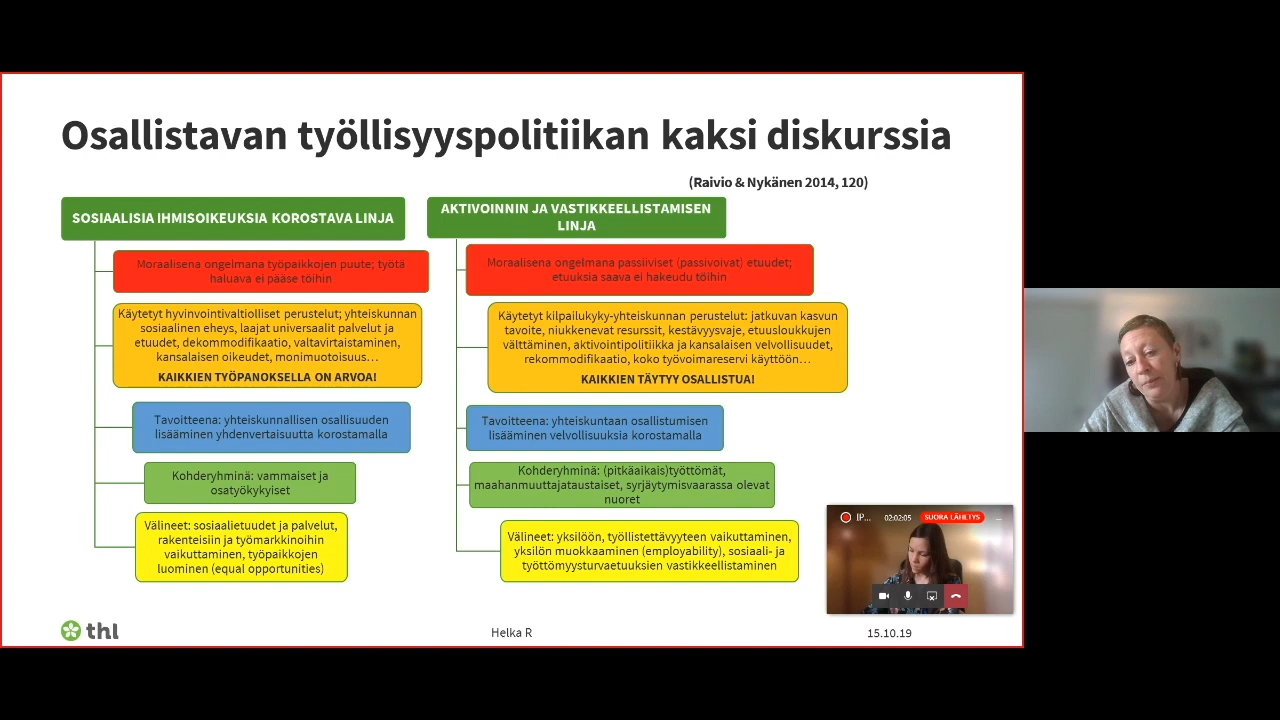 Osallistavan työllisyyspolitiikan kaksi diskurssia
(Raivio & Nykänen 2014, 120)
SOSIAALISIA IHMISOIKEUKSIA KOROSTAVA LINJA
Moraalisena ongelmana työpaikkojen puute; työtä
haluava ei pääse töihin
Käytetyt hyvinvointivaltiolliset perustelut; yhteiskunnan
sosiaalinen eheys, laajat universaalit palvelut ja
etuudet, dekommodifikaatio, valtavirtaistaminen,
kansalaisen oikeudet, monimuotoisuus…
KAIKKIEN TYÖPANOKSELLA ON ARVOA!
Tavoitteena: yhteiskunnallisen osallisuuden
lisääminen yhdenvertaisuutta korostamalla
Kohderyhminä: vammaiset ja
osatyökykyiset
Välineet: sosiaalietuudet ja palvelut,
rakenteisiin ja työmarkkinoihin
vaikuttaminen, työpaikkojen
luominen (equal opportunities)
AKTIVOINNIN JA VASTIKKEELLISTAMISEN
LINJA
Moraalisena ongelmana passiiviset (passivoivat) etuudet;
etuuksia saava ei hakeudu töihin
Käytetyt kilpailukyky-yhteiskunnan perustelut: jatkuvan kasvun
tavoite, niukkenevat resurssit, kestävyysvaje, etuusloukkujen
välttäminen, aktivointipolitiikka ja kansalaisen velvollisuudet,
rekommodifikaatio, koko työvoimareservi käyttöön…
KAIKKIEN TÄYTYY OSALLISTUA!
Tavoitteena: yhteiskuntaan osallistumisen
lisääminen velvollisuuksia korostamalla
Kohderyhminä: (pitkäaikais)työttömät,
maahanmuuttajataustaiset, syrjäytymisvaarassa olevat
nuoret
Välineet: yksilöön, työllistettävyyteen vaikuttaminen,
yksilön muokkaaminen (employability), sosiaali- ja
työttömyysturvaetuuksien vastikkeellistaminen
IP... 02:02:05 SUORA LÄHETYS
thl
Helka R
15.10.19